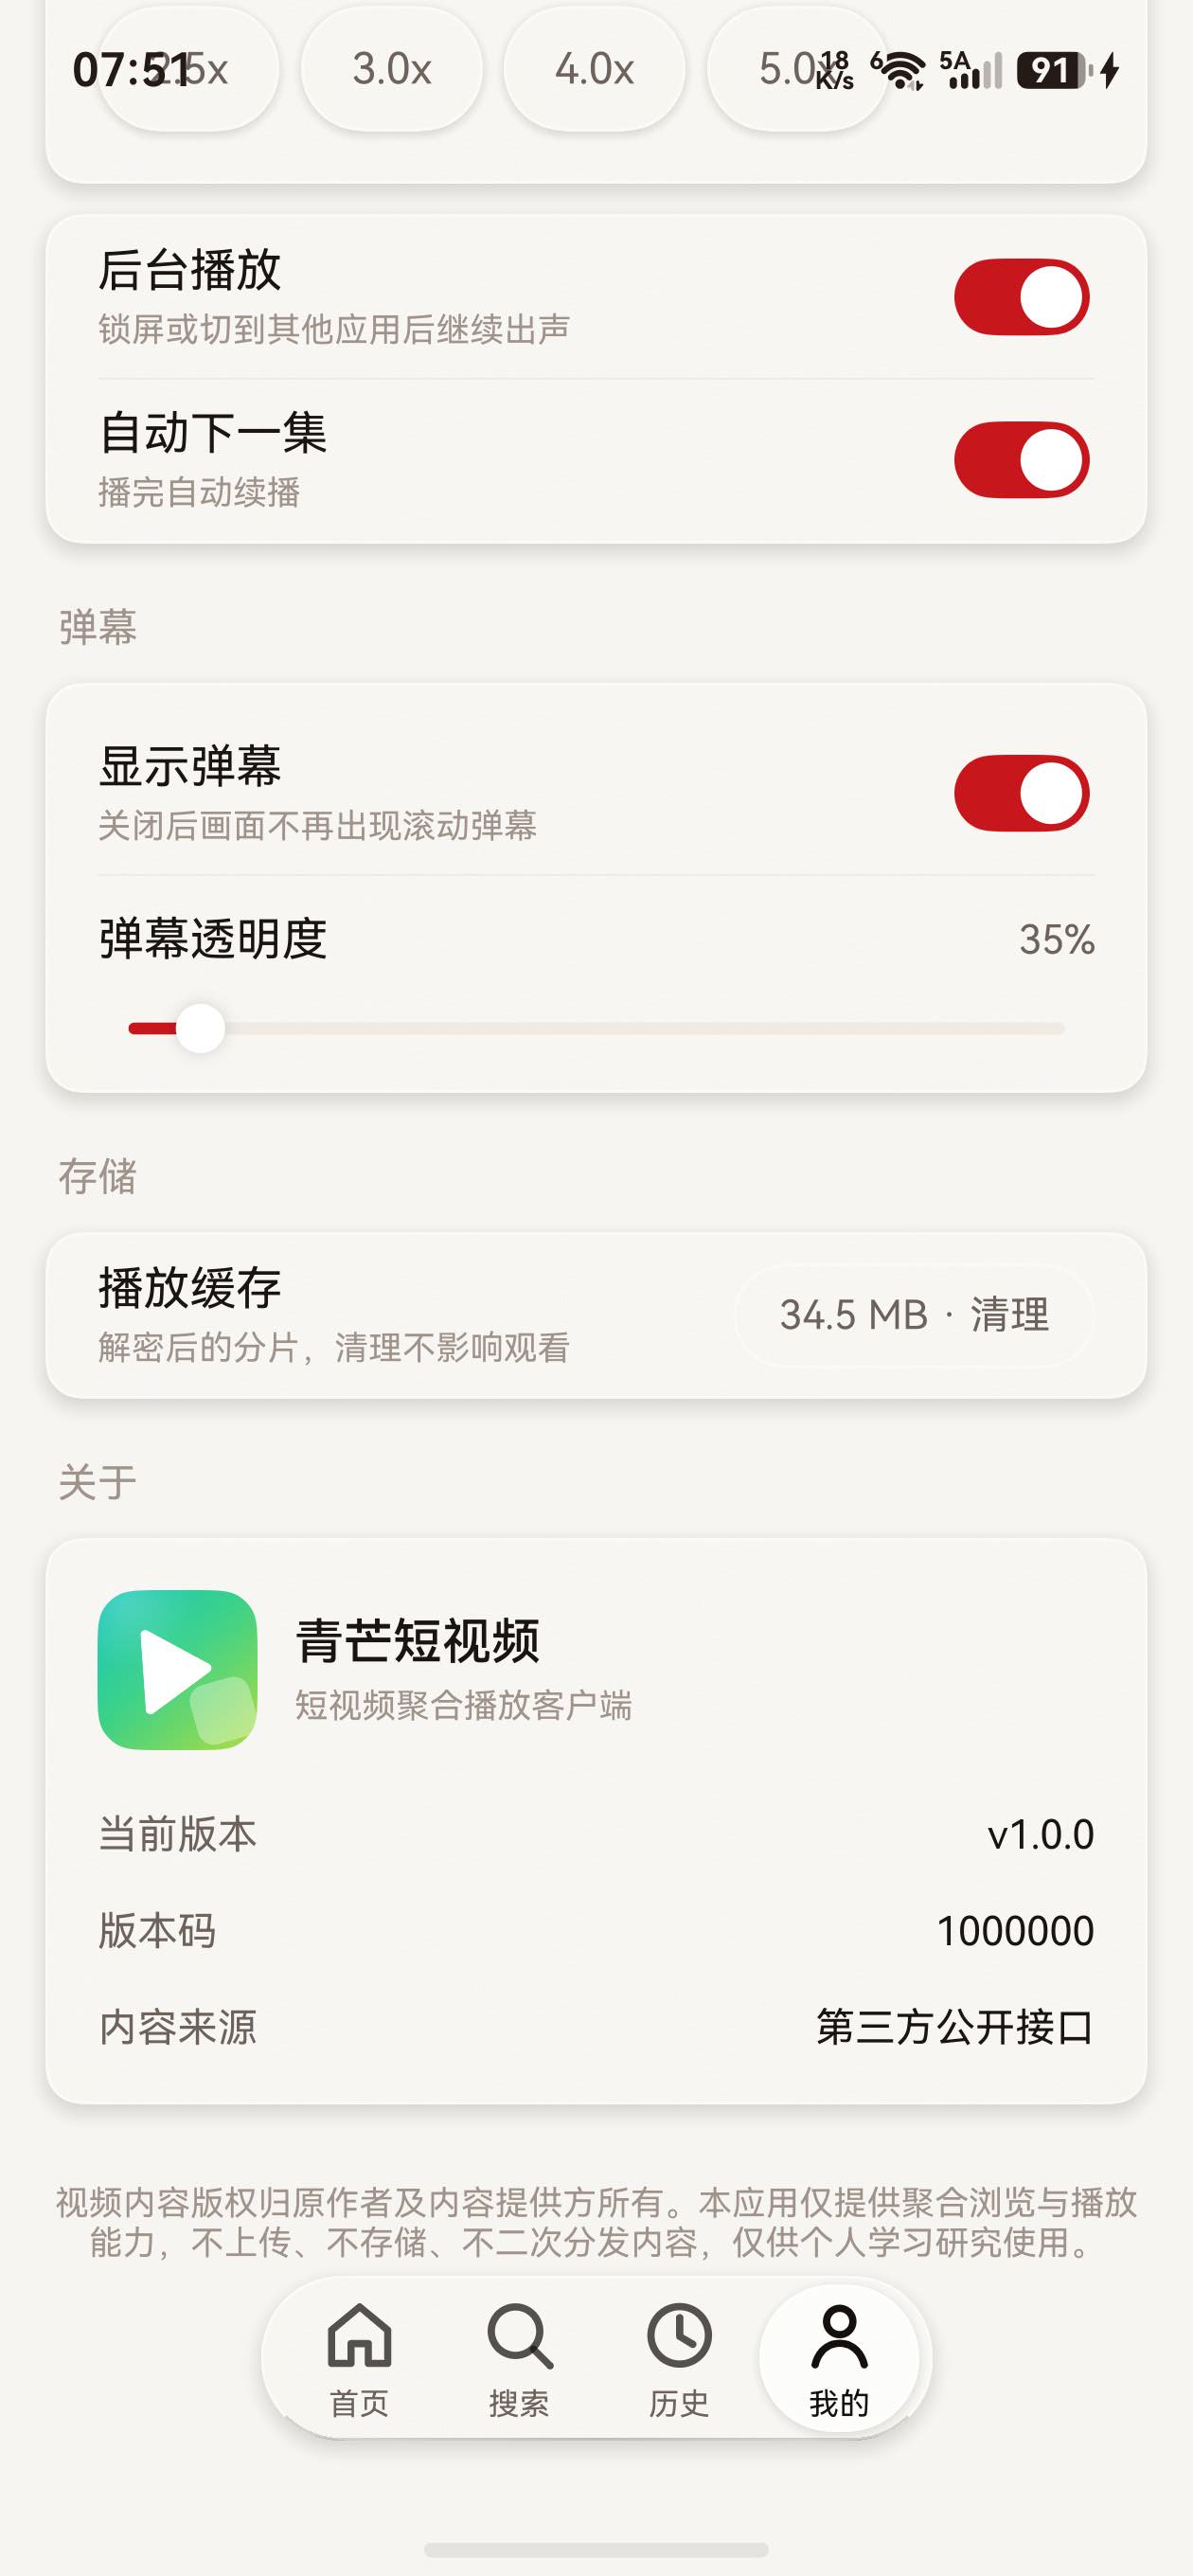 07:51
2.5x
3.0x
4.0x
5.0x
18
K/s
6
5A
91
后台播放
锁屏或切到其他应用后继续出声
自动下一集
播完自动续播
弹幕
显示弹幕
关闭后画面不再出现滚动弹幕
弹幕透明度
35%
存储
播放缓存
解密后的分片，清理不影响观看
34.5 MB · 清理
关于
青芒短视频
短视频聚合播放客户端
当前版本
v1.0.0
版本码
1000000
内容来源
第三方公开接口
视频内容版权归原作者及内容提供方所有。本应用仅提供聚合浏览与播放
能力，不上传、不存储、不二次分发内容，仅供个人学习研究使用。
首页
搜索
历史
我的